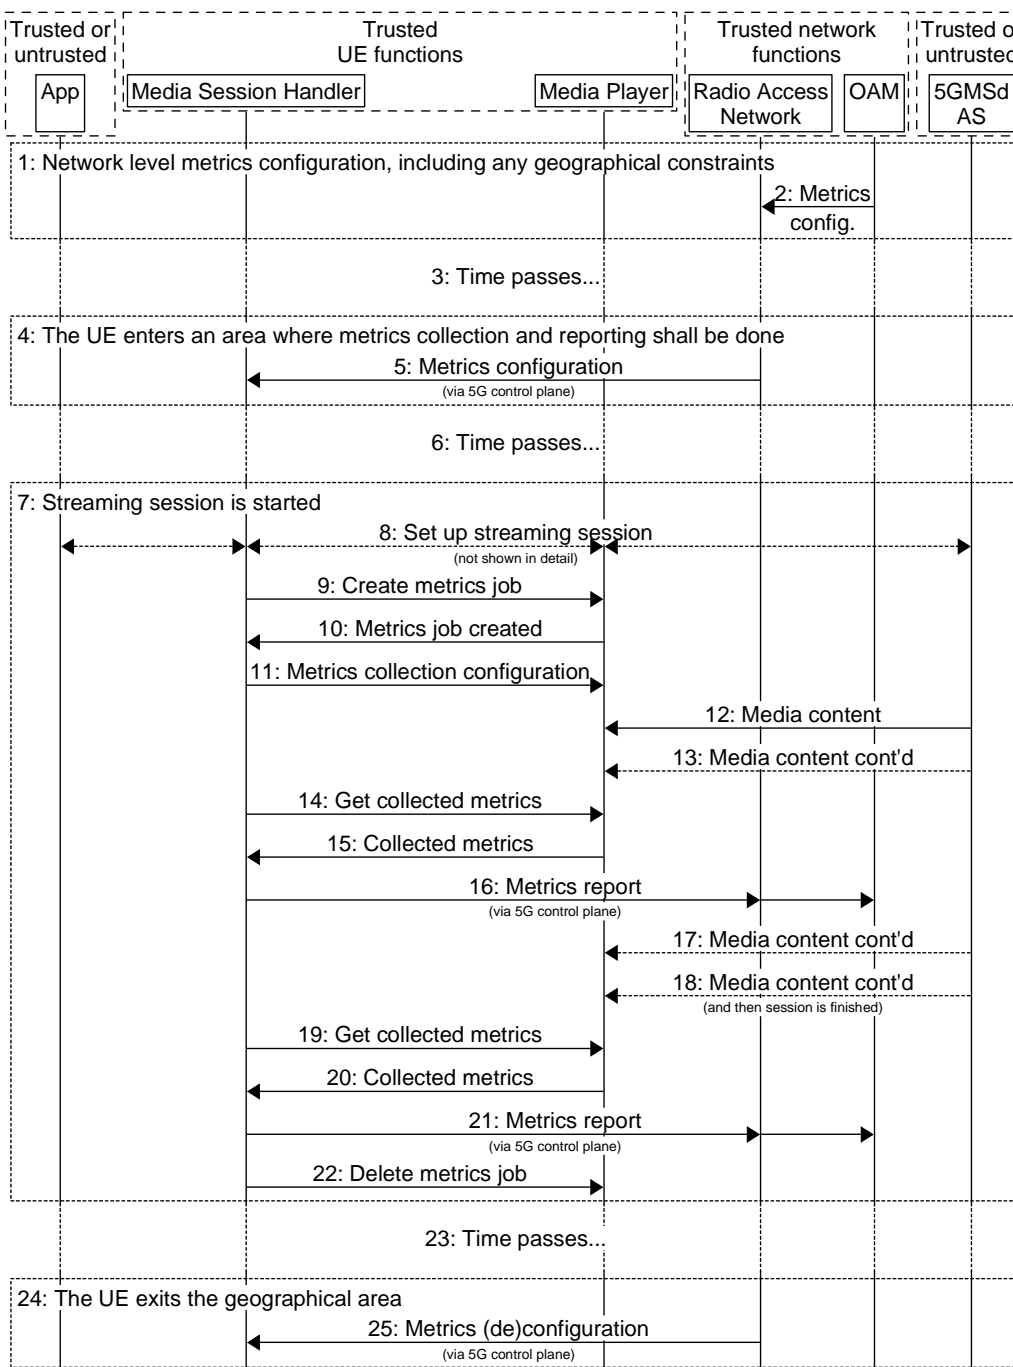 Trusted or
untrusted
Trusted
UE functions
Trusted network
functions
Trusted o
untrusted
App
Media Session Handler
Media Player
Radio Access
Network
OAM
5GMSd
AS
1: Network level metrics configuration, including any geographical constraints
2: Metrics
config.
3: Time passes...
4: The UE enters an area where metrics collection and reporting shall be done
5: Metrics configuration
(via 5G control plane)
6: Time passes...
7: Streaming session is started
8: Set up streaming session
(not shown in detail)
9: Create metrics job
10: Metrics job created
11: Metrics collection configuration
12: Media content
13: Media content cont'd
14: Get collected metrics
15: Collected metrics
16: Metrics report
(via 5G control plane)
17: Media content cont'd
18: Media content cont'd
(and then session is finished)
19: Get collected metrics
20: Collected metrics
21: Metrics report
(via 5G control plane)
22: Delete metrics job
23: Time passes...
24: The UE exits the geographical area
25: Metrics (de)configuration
(via 5G control plane)